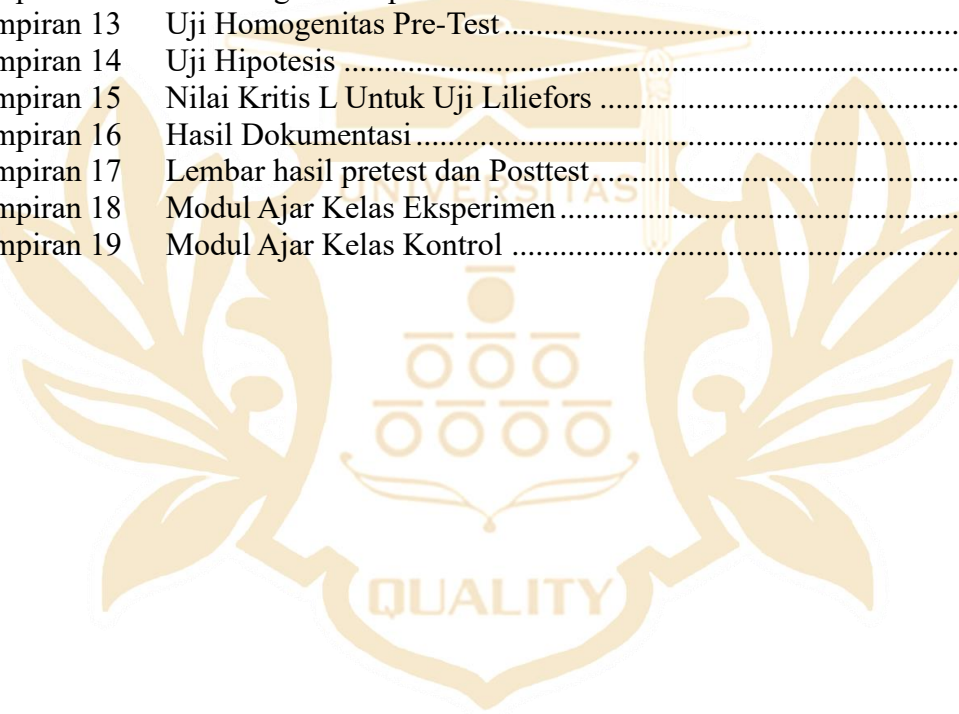 mpiran 13 Uji Homogenitas Pre-Test
mpiran 14 Uji Hipotesis
mpiran 15 Nilai Kritis L Untuk Uji Liliefors
mpiran 16 Hasil Dokumentasi
mpiran 17 Lembar hasil pretest dan Posttest
mpiran 18 Modul Ajar Kelas Eksperimen
mpiran 19 Modul Ajar Kelas Kontrol
UNIVERSITAS
QUALITY